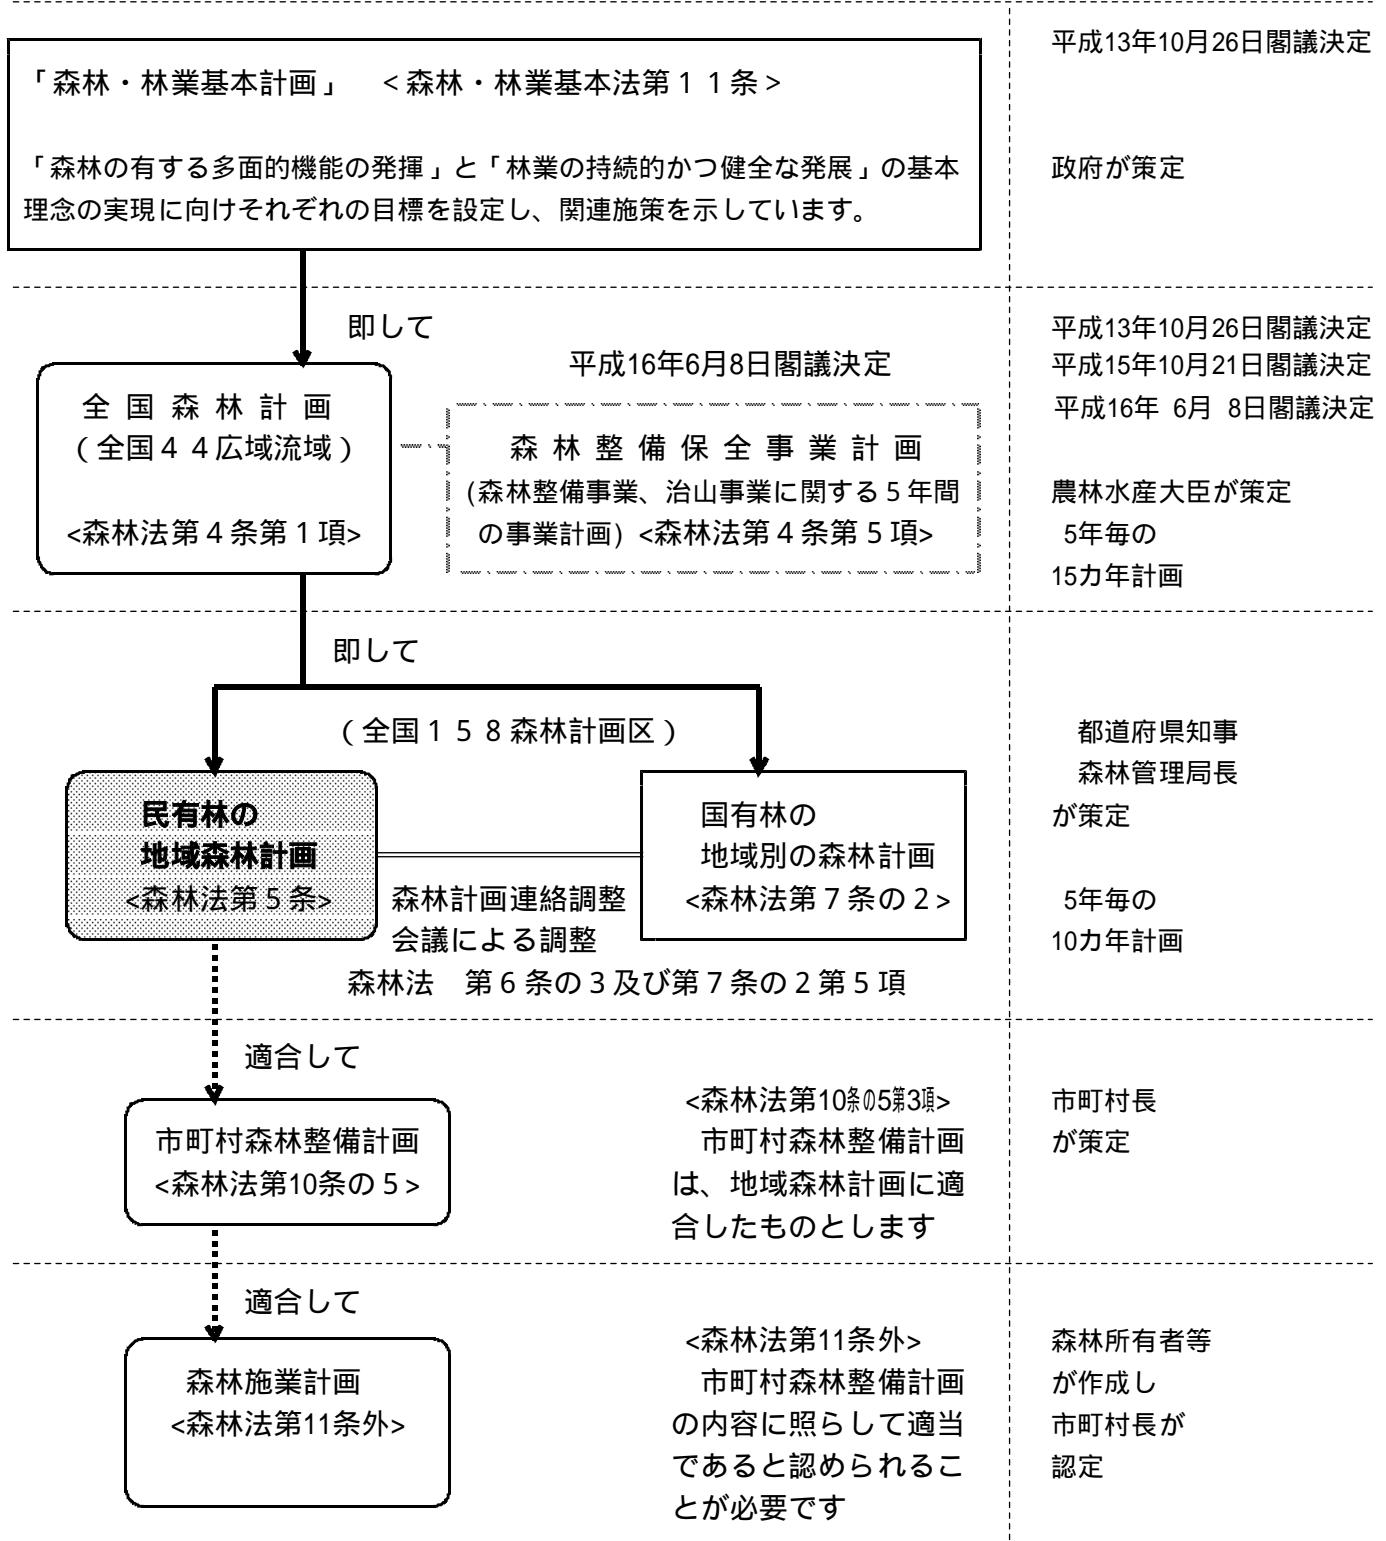 平成13年10月26日閣議決定
「森林・林業基本計画」　<森林・林業基本法第１１条>
「森林の有する多面的機能の発揮」と「林業の持続的かつ健全な発展」の基本
理念の実現に向けそれぞれの目標を設定し、関連施策を示しています。
政府が策定
即して
平成13年10月26日閣議決定
平成15年10月21日閣議決定
平成16年 6月 8日閣議決定
平成16年6月8日閣議決定
全国森林計画
（全国４４広域流域）
<森林法第４条第１項>
森林整備保全事業計画
(森林整備事業、治山事業に関する５年間
の事業計画) <森林法第４条第５項>
農林水産大臣が策定
5年毎の
15カ年計画
即して
（全国１５８森林計画区）
都道府県知事
森林管理局長
が策定
5年毎の
10カ年計画
民有林の
地域森林計画
<森林法第５条>
国有林の
地域別の森林計画
<森林法第７条の２>
森林計画連絡調整
会議による調整
森林法　第６条の３及び第７条の２第５項
適合して
市町村森林整備計画
<森林法第10条の５>
<森林法第10条の5第3項>
市町村森林整備計画
は、地域森林計画に適
合したものとします
市町村長
が策定
適合して
森林施業計画
<森林法第11条外>
<森林法第11条外>
市町村森林整備計画
の内容に照らして適当
であると認められるこ
とが必要です
森林所有者等
が作成し
市町村長が
認定